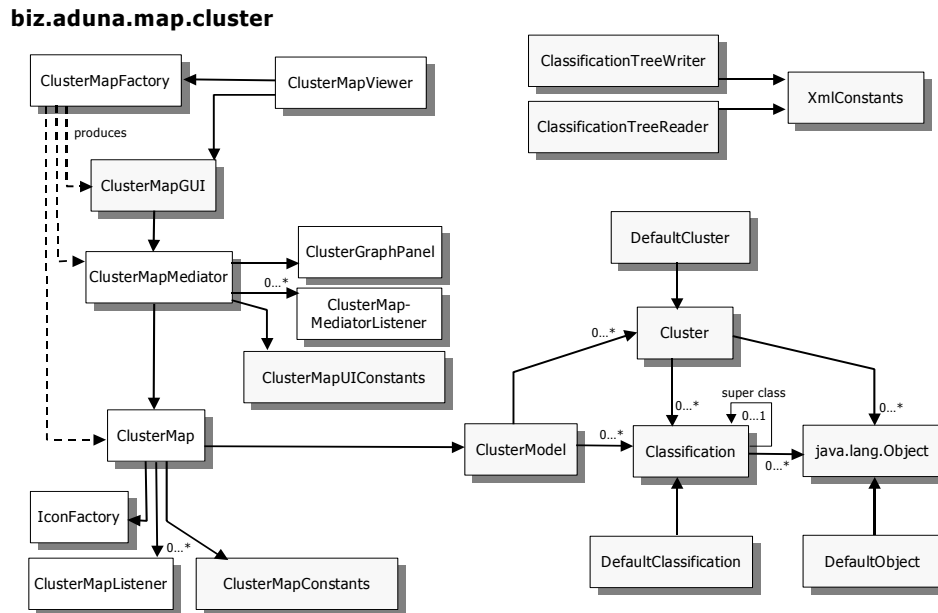 biz.aduna.map.cluster
ClusterMapFactory
ClusterMapViewer
ClassificationTreeWriter
XmlConstants
ClassificationTreeReader
produces
ClusterMapGUI
DefaultCluster
ClusterGraphPanel
ClusterMapMediator
0...*
ClusterMap-
MediatorListener
0...*
Cluster
ClusterMapUIConstants
super class
0...*
0...1
0...*
ClusterMap
ClusterModel
0...*
Classification
0...*
java.lang.Object
IconFactory
0...*
ClusterMapListener
ClusterMapConstants
DefaultClassification
DefaultObject